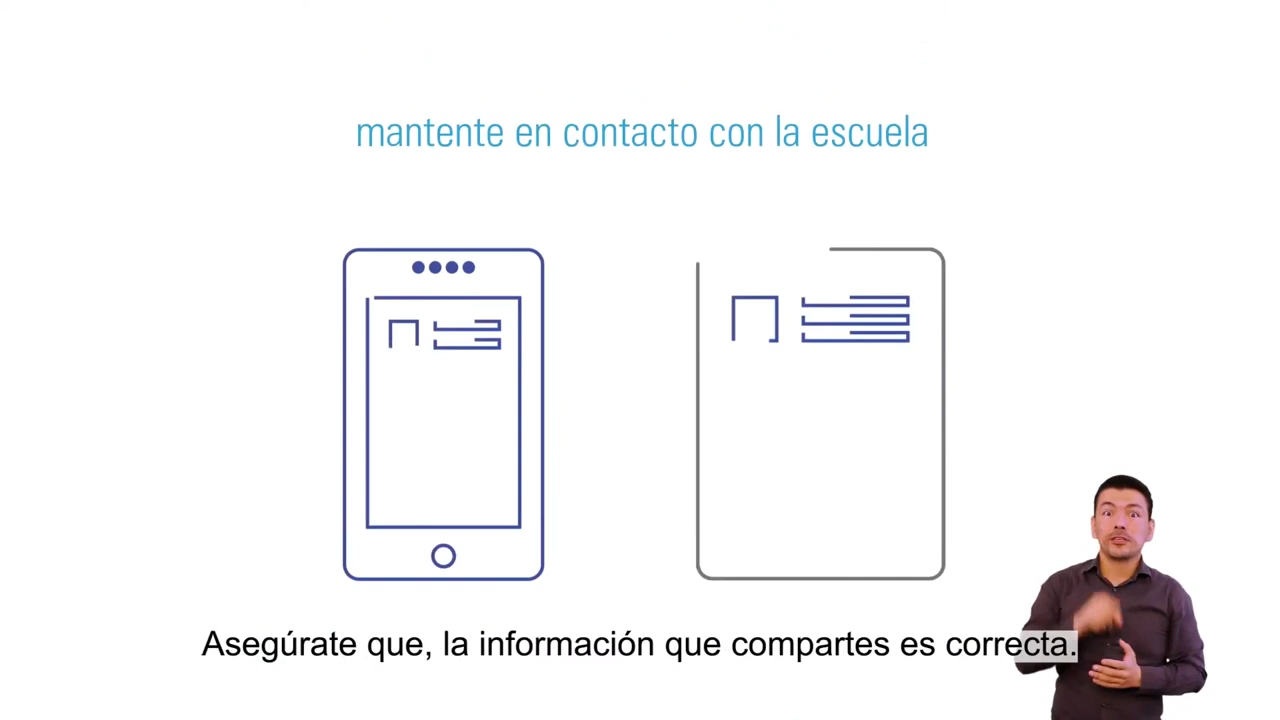 mantente en contacto con la escuela
Asegúrate que, la información que compartes es correcta.